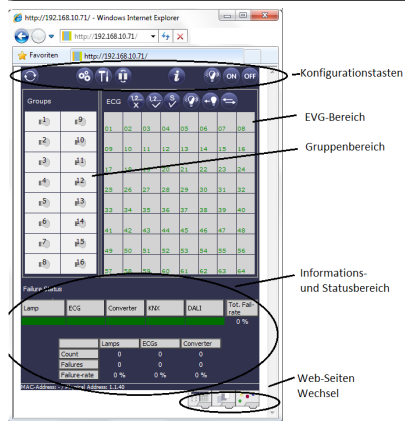 http://192.168.10.71/ - Windows Internet Explorer
http://192.168.10.71/
Favoriten
http://192.168.10.71/
ON OFF
Konfigurationstasten
Groups
ECG
EVG-Bereich
Gruppenbereich
1 9
2 10
3 11
4 12
5 13
6 14
7 15
8 16
01 02 03 04 05 06 07 08
09 10 11 12 13 14 15 16
17 18 19 20 21 22 23 24
25 26 27 28 29 30 31 32
33 34 35 36 37 38 39 40
41 42 43 44 45 46 47 48
49 50 51 52 53 54 55 56
57 58 59 60 61 62 63 64
Informations-
und Statusbereich
Failure Status
Lamp ECG Converter KNX DALI Tot. Fail-
rate
0 %
Lamps ECGs Converter
Count 0 0 0
Failures 0 0 0
Failure-rate 0 % 0 % 0 %
MAC-Address: - / Physical Address: 1.1.40
Web-Seiten
Wechsel